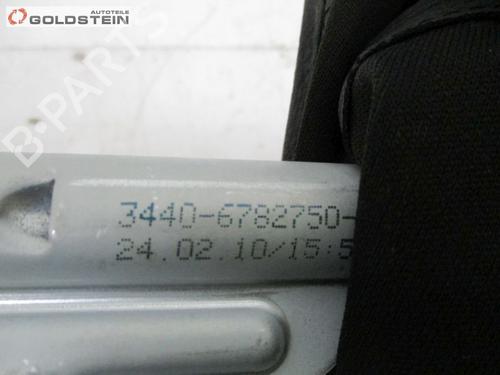 AUTOTEILE
GOLDSTEIN
B-PARTS
3440-6782750-
24.02.10/15:5